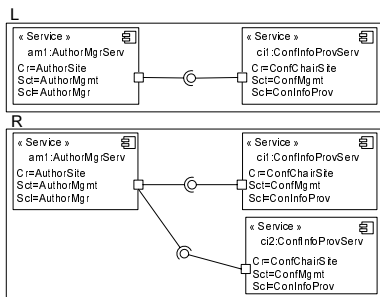 L
« Service »
am1:AuthorMgrServ
Cr=AuthorSite
Sct=AuthorMgmt
Scl=AuthorMgr
« Service »
ci1:ConfInfoProvServ
Cr=ConfChairSite
Sct=ConfMgmt
Scl=ConInfoProv
R
« Service »
am1:AuthorMgrServ
Cr=AuthorSite
Sct=AuthorMgmt
Scl=AuthorMgr
« Service »
ci1:ConfInfoProvServ
Cr=ConfChairSite
Sct=ConfMgmt
Scl=ConInfoProv
« Service »
ci2:ConfInfoProvServ
Cr=ConfChairSite
Sct=ConfMgmt
Scl=ConInfoProv